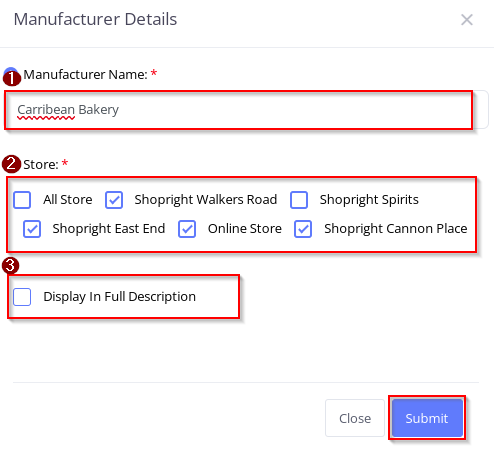 Manufacturer Details
1 Manufacturer Name: *
Carribean Bakery
2 Store: *
All Store Shopright Walkers Road Shopright Spirits
Shopright East End Online Store Shopright Cannon Place
3
Display In Full Description
Close Submit